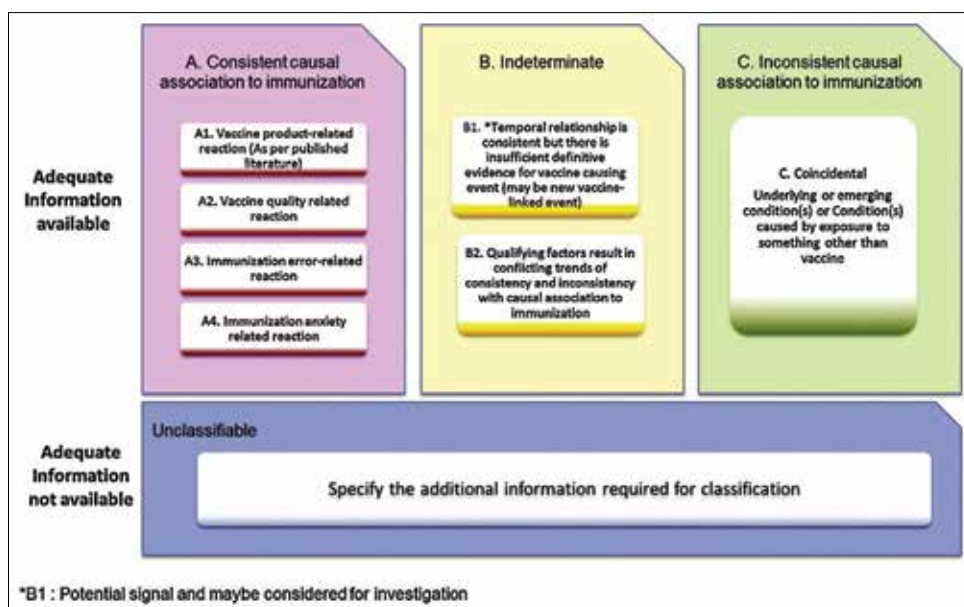 A. Consistent causal
association to immunization
A1. Vaccine product-related
reaction (As per published
literature)
A2. Vaccine quality related
reaction
A3. Immunization error-related
reaction
A4. Immunization anxiety
related reaction
B. Indeterminate
B1. *Temporal relationship is
consistent but there is
insufficient definitive
evidence for vaccine causing
event (may be new vaccine-
linked event)
B2. Qualifying factors result in
conflicting trends of
consistency and inconsistency
with causal association to
immunization
C. Inconsistent causal
association to immunization
C. Coincidental
Underlying or emerging
condition(s) or Condition(s)
caused by exposure to
something other than
vaccine
Adequate
Information
available
Adequate
Information
not available
Unclassifiable
Specify the additional information required for classification
*B1 : Potential signal and maybe considered for investigation